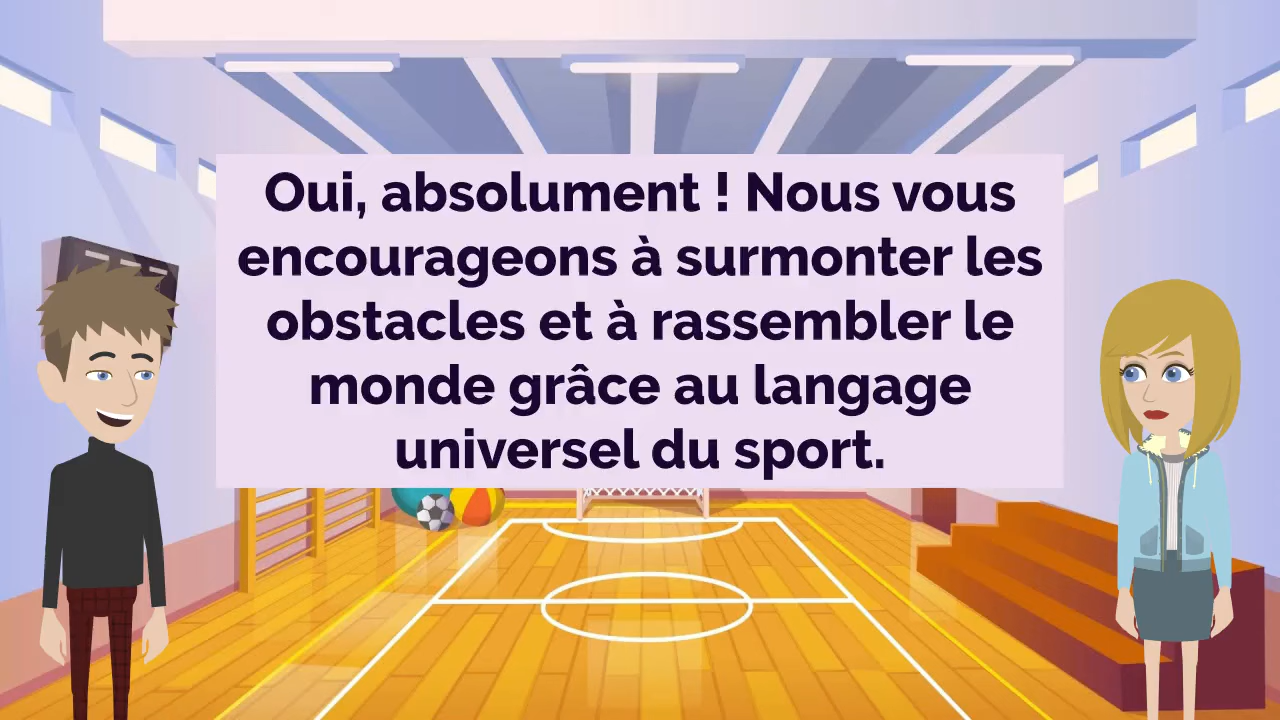 Oui, absolument ! Nous vous
encourageons à surmonter les
obstacles et à rassembler le
monde grâce au langage
universel du sport.